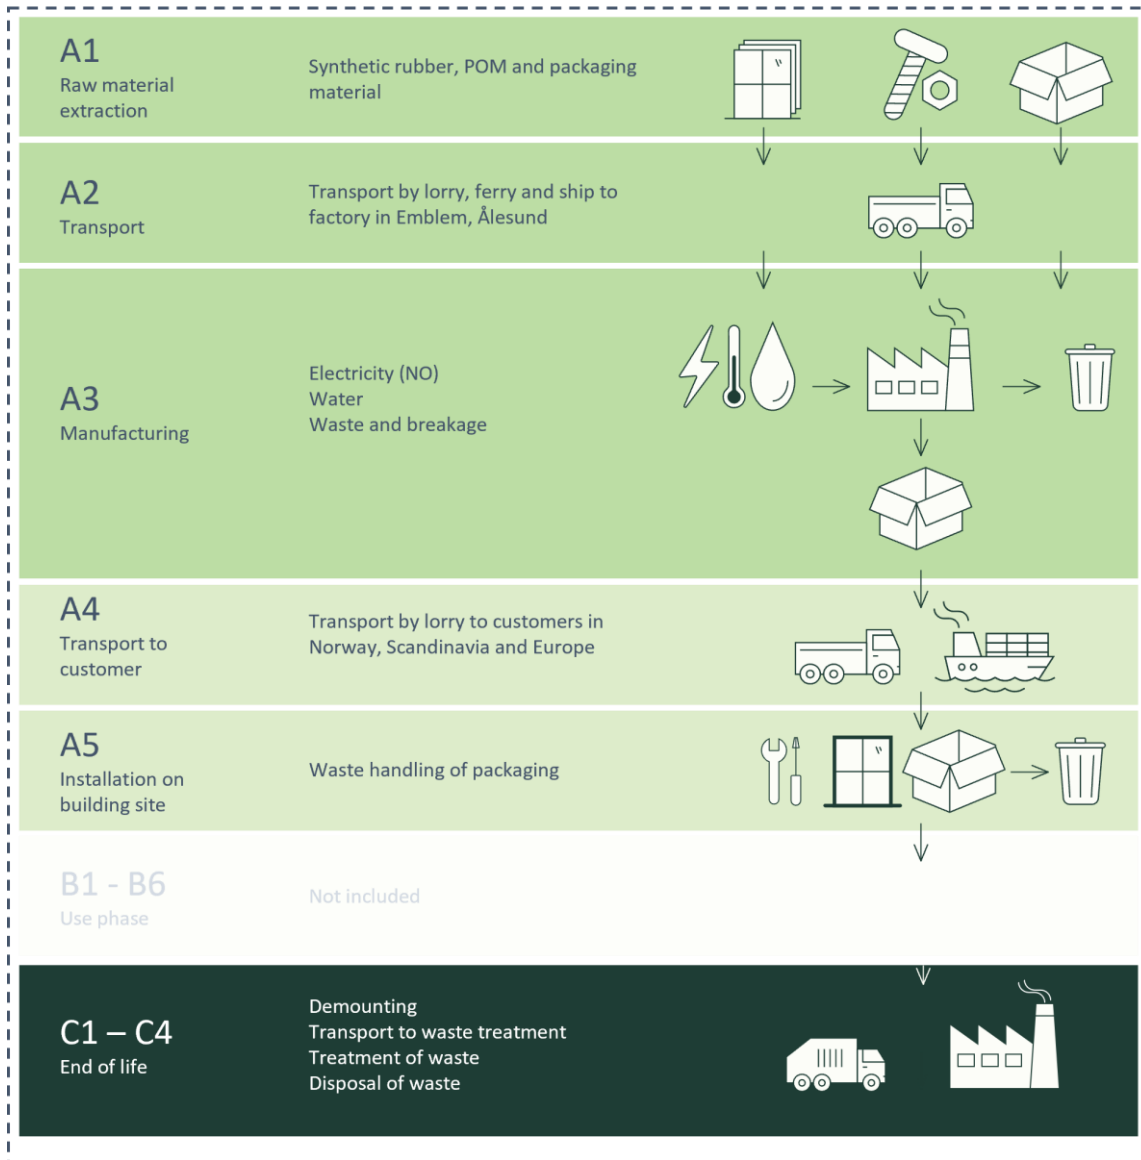 A1
Raw material
extraction
Synthetic rubber, POM and packaging
material
A2
Transport
Transport by lorry, ferry and ship to
factory in Emblem, Ålesund
A3
Manufacturing
Electricity (NO)
Water
Waste and breakage
A4
Transport to
customer
Transport by lorry to customers in
Norway, Scandinavia and Europe
A5
Installation on
building site
Waste handling of packaging
B1 - B6
Use phase
Not included
C1 – C4
End of life
Demounting
Transport to waste treatment
Treatment of waste
Disposal of waste